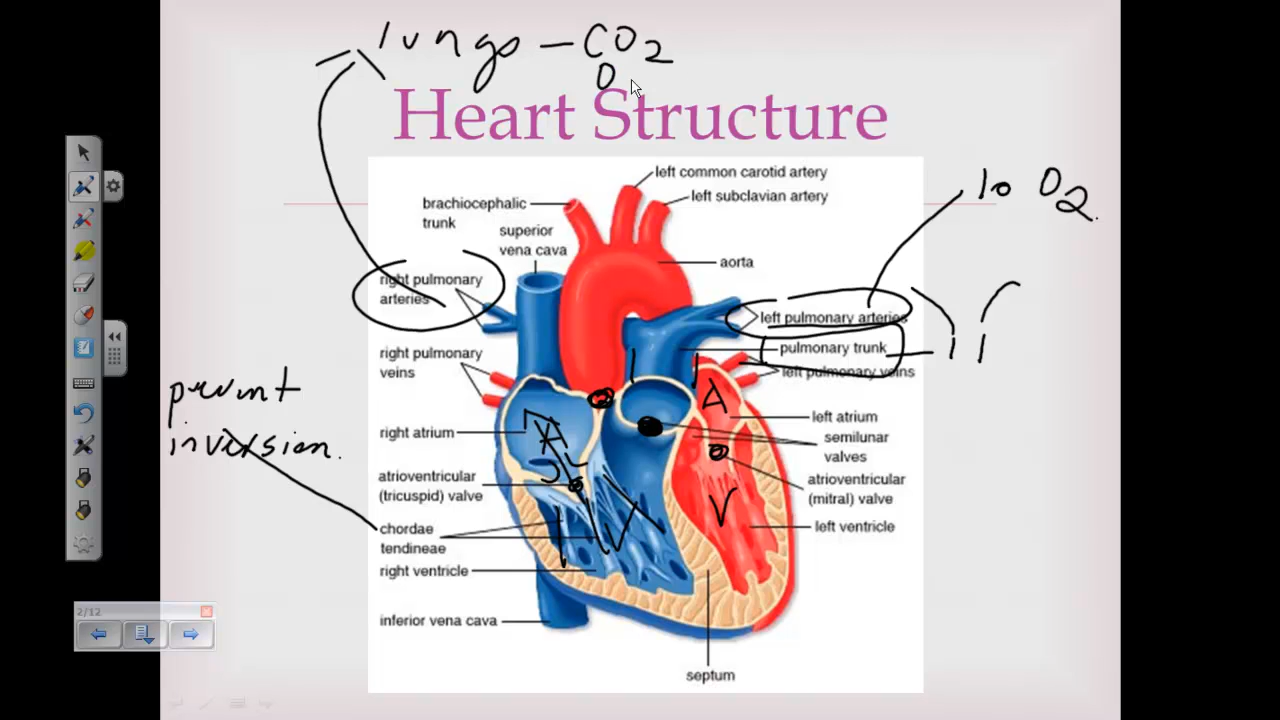 lungs - CO2
O
Heart Structure
lo O2.
left common carotid artery
left subclavian artery
brachiocephalic
trunk
superior
vena cava
aorta
right pulmonary
arteries
left pulmonary arteries
pulmonary trunk
right pulmonary
veins
left pulmonary veins
A
prevent
inversion.
left atrium
right atrium
A
semilunar
valves
atrioventricular
(tricuspid) valve
atrioventricular
(mitral) valve
V
V
chordae
tendineae
left ventricle
right ventricle
inferior vena cava
septum
2/12